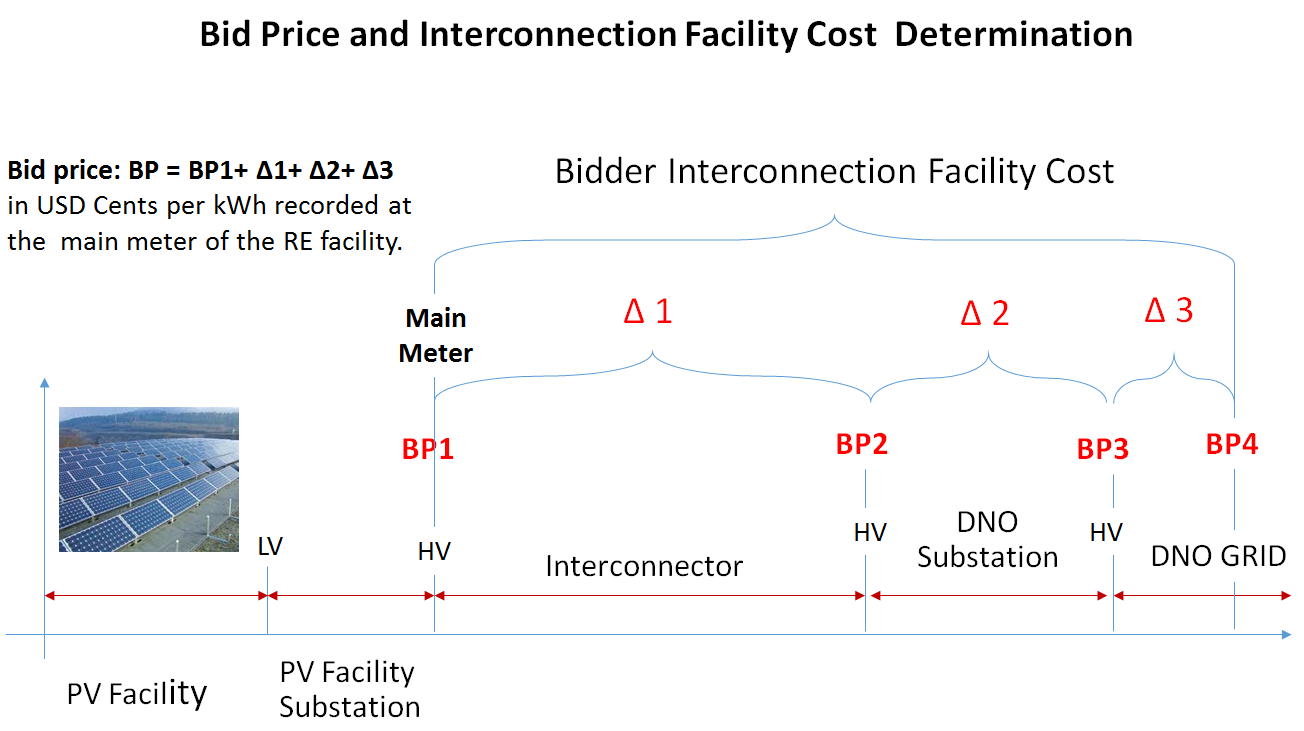 Bid Price and Interconnection Facility Cost Determination
Bid price: BP = BP1+ Δ1+ Δ2+ Δ3
in USD Cents per kWh recorded at
the main meter of the RE facility.
Bidder Interconnection Facility Cost
Main
Meter
Δ 1
Δ 2
Δ 3
BP1
BP2
BP3
BP4
LV
HV
Interconnector
HV
DNO
Substation
HV
DNO GRID
PV Facility
PV Facility
Substation